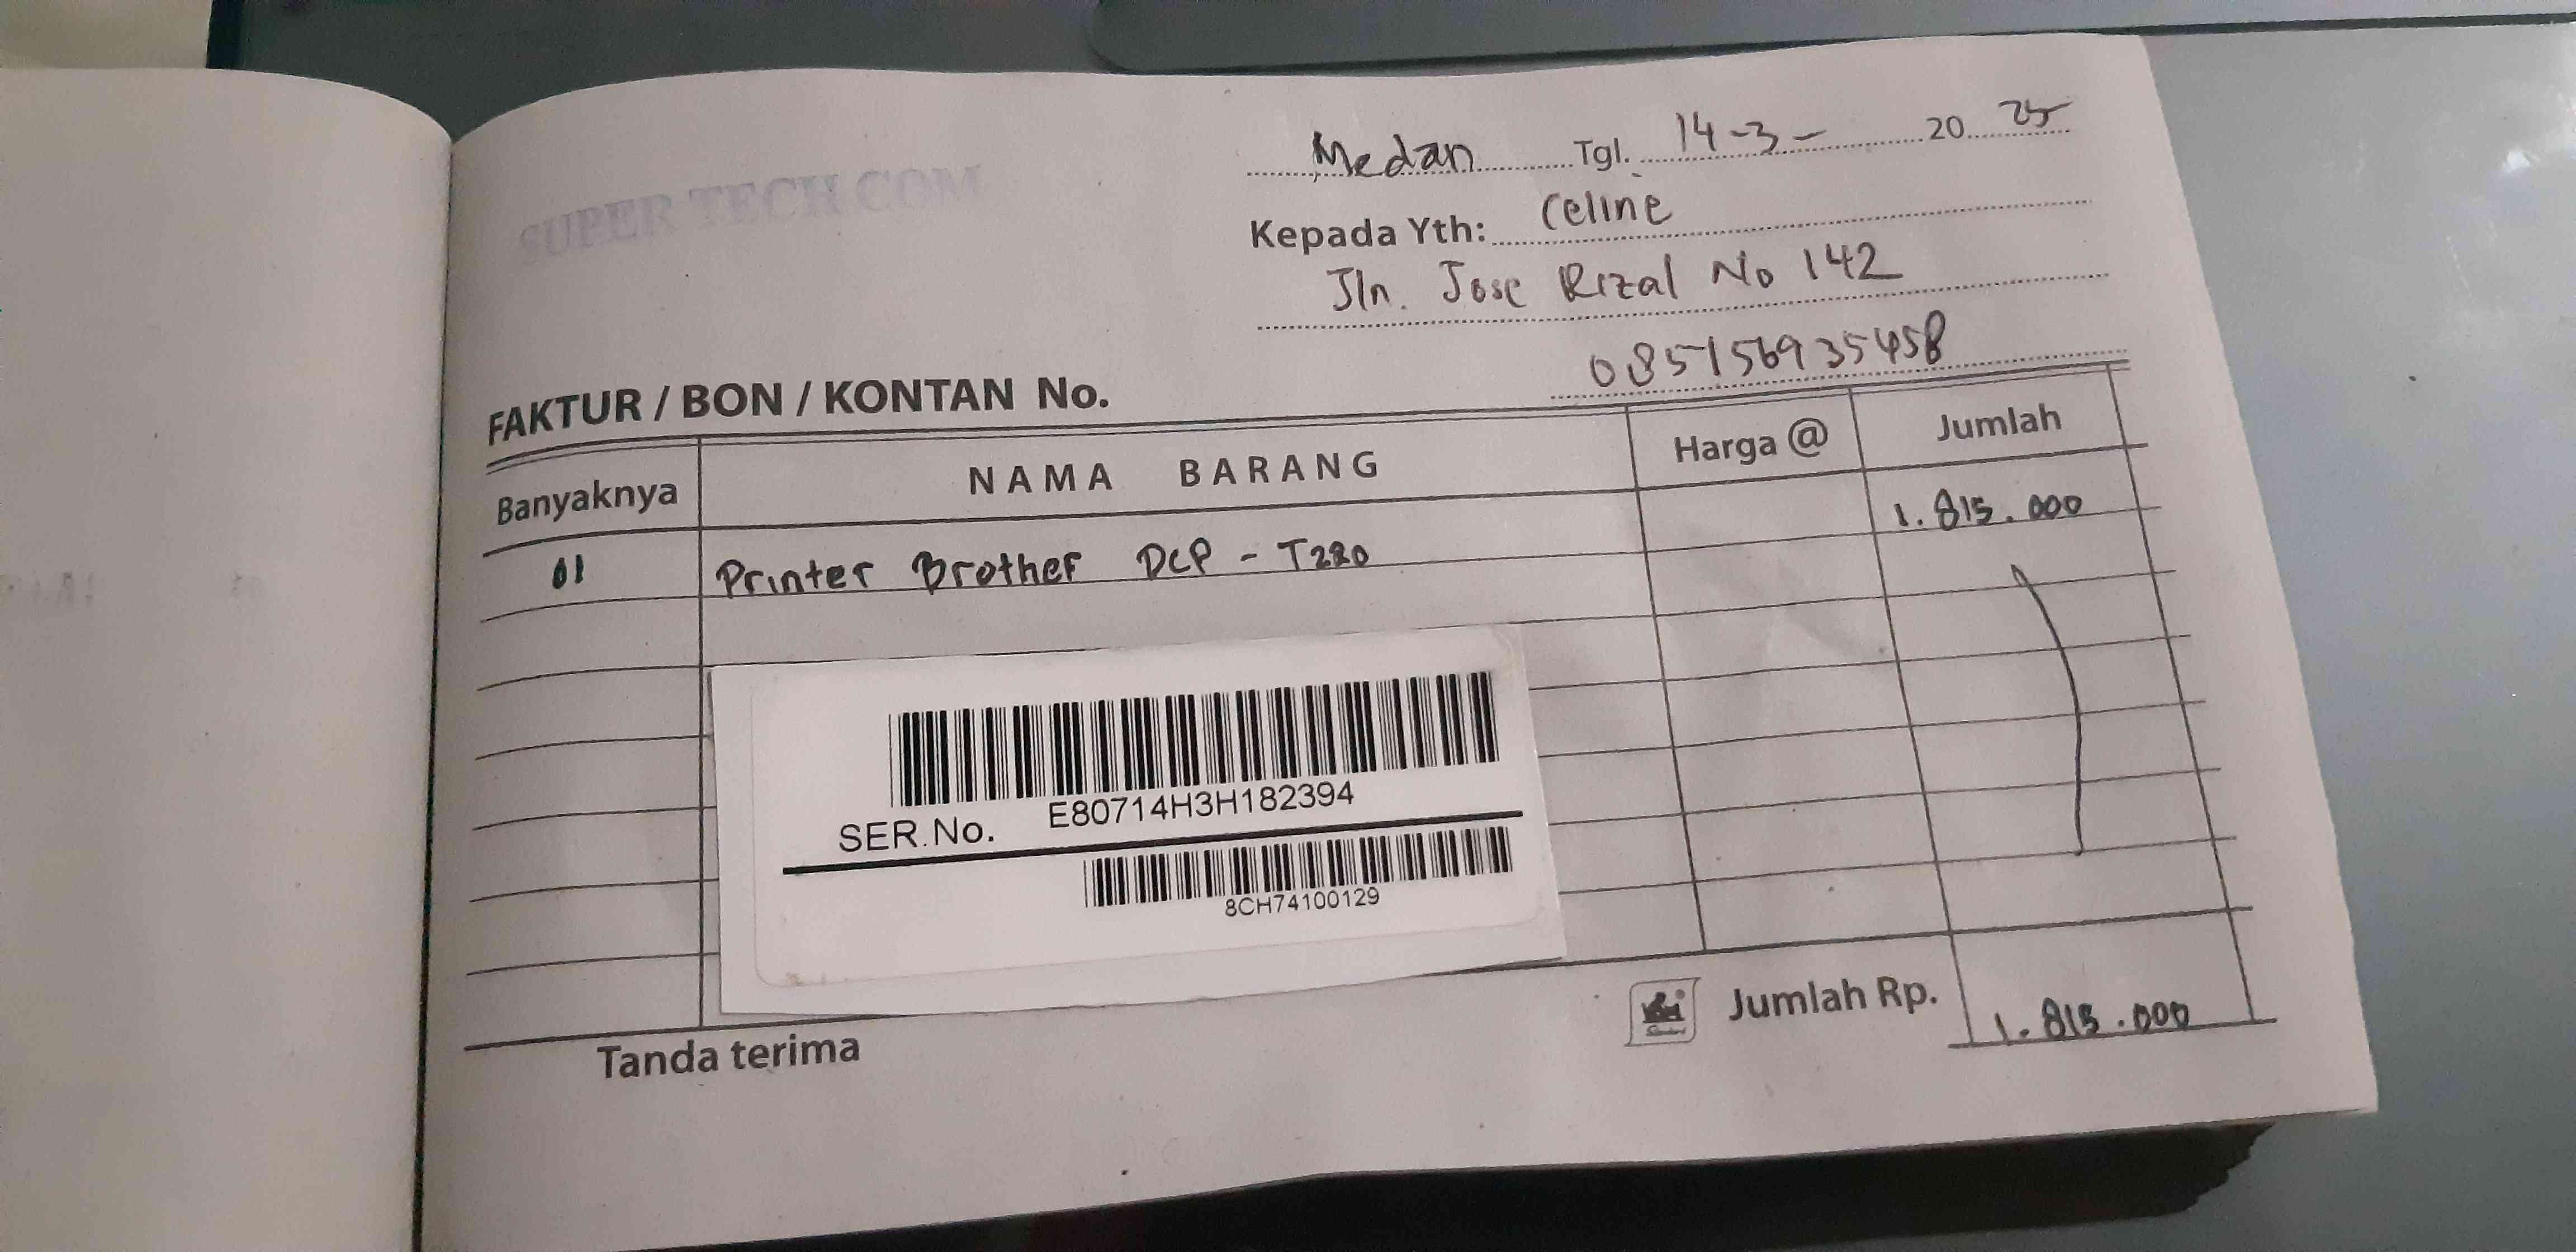 SUPER TECH COM
Medan Tgl. 14-3- 20 25
Kepada Yth: Celine
Jln. Jose Rizal No 142
085156935458
FAKTUR / BON / KONTAN No.
Banyaknya NAMA BARANG Harga @ Jumlah
01 Printer Brother DCP - T220 1.815.000
E80714H3H182394
SER.No.
8CH74100129
Jumlah Rp. 1.815.000
Tanda terima